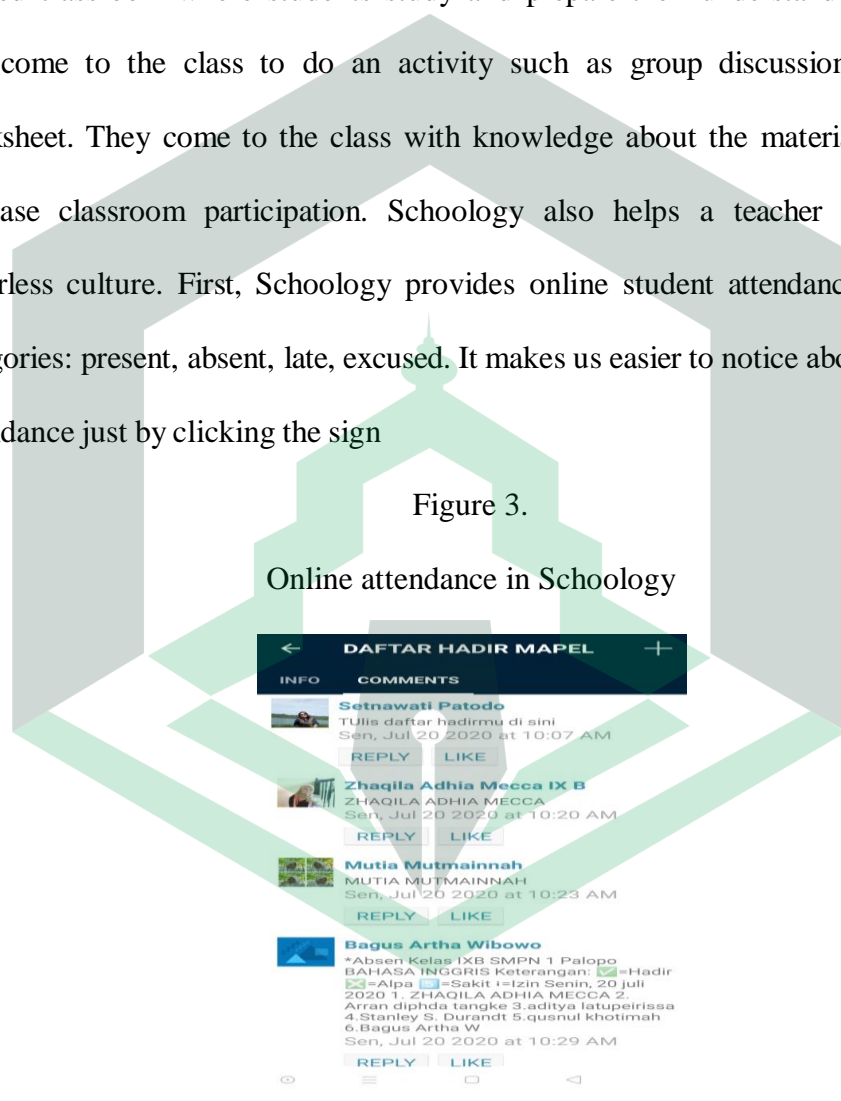 come to the class to do an activity such as group discussion
sheet. They come to the class with knowledge about the materia
ase classroom participation. Schoology also helps a teacher
rless culture. First, Schoology provides online student attendanc
gories: present, absent, late, excused. It makes us easier to notice abo
dance just by clicking the sign
Figure 3.
Online attendance in Schoology
DAFTAR HADIR MAPEL
INFO COMMENTS
Setnawati Patodo
TUlis daftar hadirmu di sini
Sen, Jul 20 2020 at 10:07 AM
REPLY LIKE
Zhaqila Adhia Mecca IX B
ZHAQILA ADHIA MECCA
Sen, Jul 20 2020 at 10:20 AM
REPLY LIKE
Mutia Mutmainnah
MUTIA MUTMAINNAH
Sen, Jul 20 2020 at 10:23 AM
REPLY LIKE
Bagus Artha Wibowo
*Absen Kelas IXB SMPN 1 Palopo
BAHASA INGGRIS Keterangan: ✅=Hadir
❎=Alpa =Sakit i=Izin Senin, 20 juli
2020 1. ZHAQILA ADHIA MECCA 2.
Arran diphda tangke 3.aditya latupeirissa
4.Stanley S. Durandt 5.qusnul khotimah
6.Bagus Artha W
Sen, Jul 20 2020 at 10:29 AM
REPLY LIKE